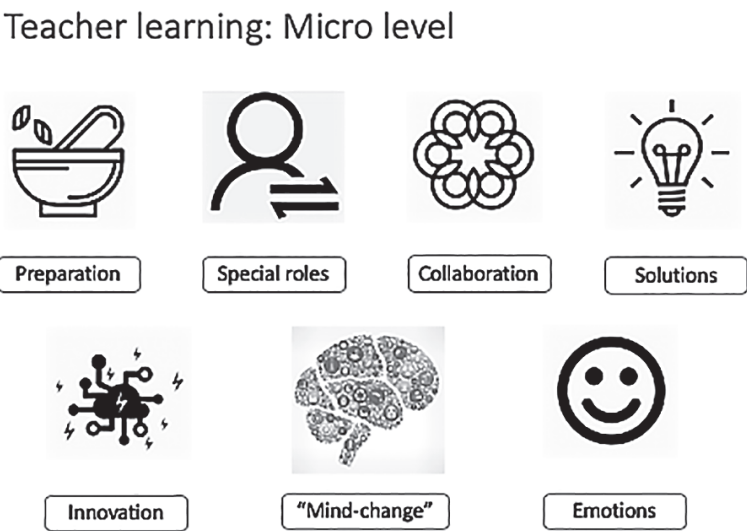 Teacher learning: Micro level
Preparation
Special roles
Collaboration
Solutions
Innovation
“Mind-change”
Emotions